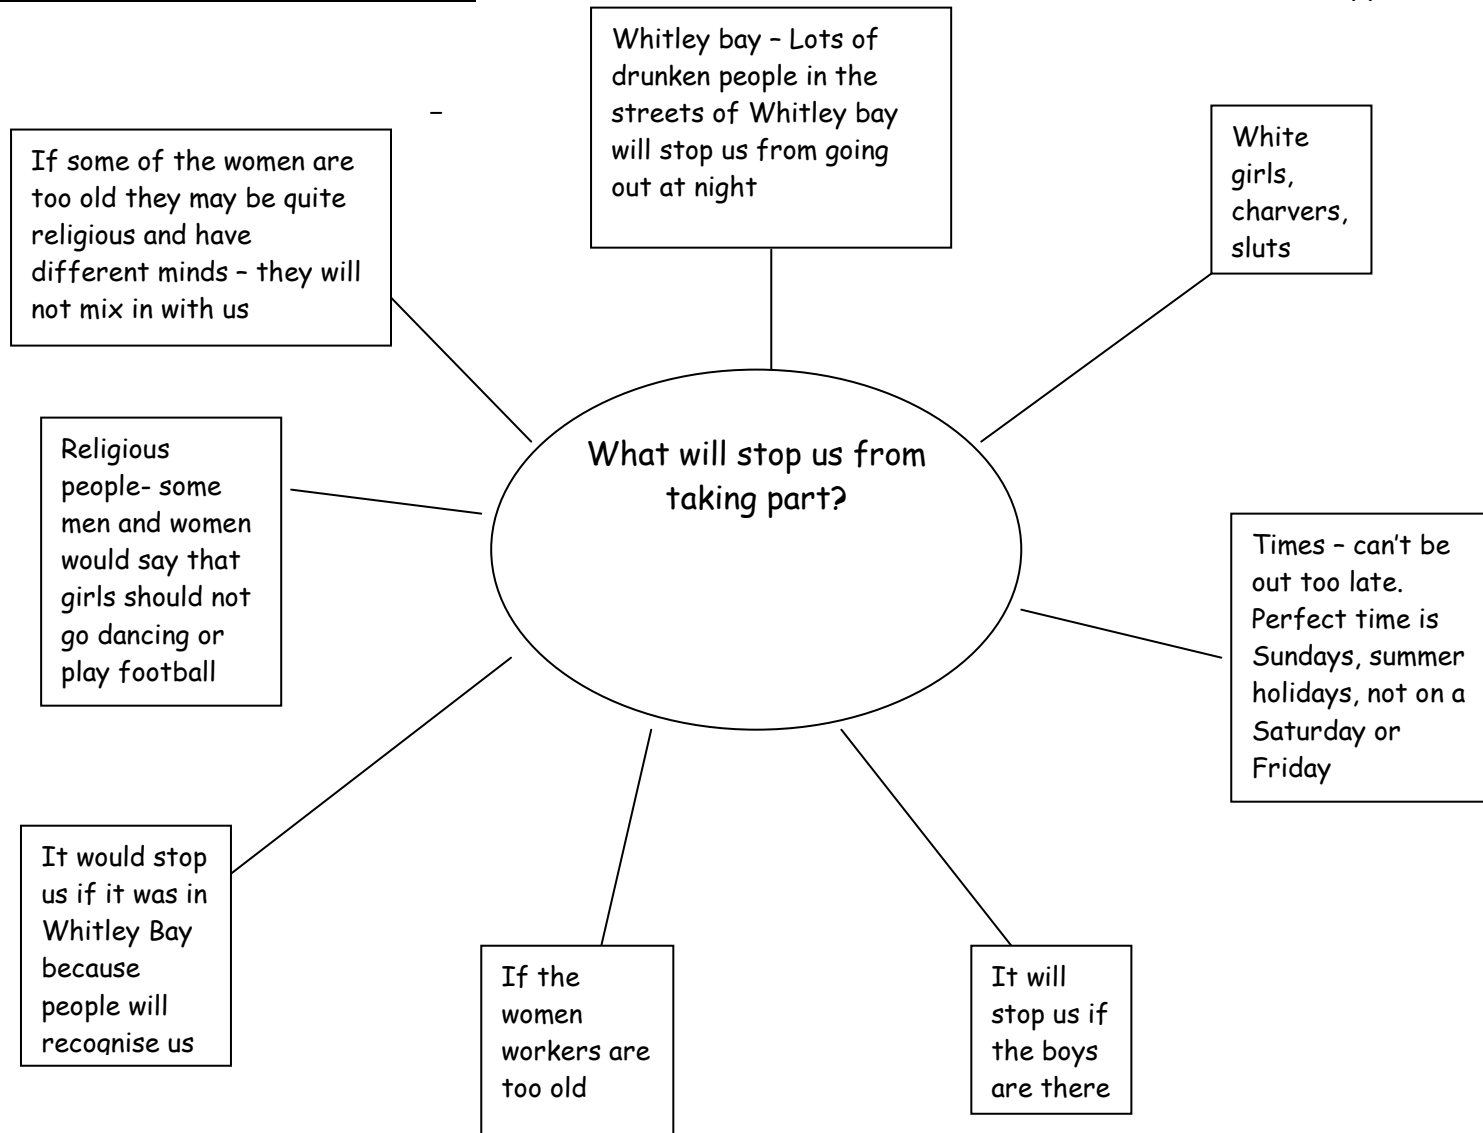 Whitley bay – Lots of
drunken people in the
streets of Whitley bay
will stop us from going
out at night
–
White
girls,
charvers,
sluts
If some of the women are
too old they may be quite
religious and have
different minds – they will
not mix in with us
What will stop us from
taking part?
Religious
people- some
men and women
would say that
girls should not
go dancing or
play football
Times – can't be
out too late.
Perfect time is
Sundays, summer
holidays, not on a
Saturday or
Friday
It would stop
us if it was in
Whitley Bay
because
people will
recognise us
If the
women
workers are
too old
It will
stop us if
the boys
are there